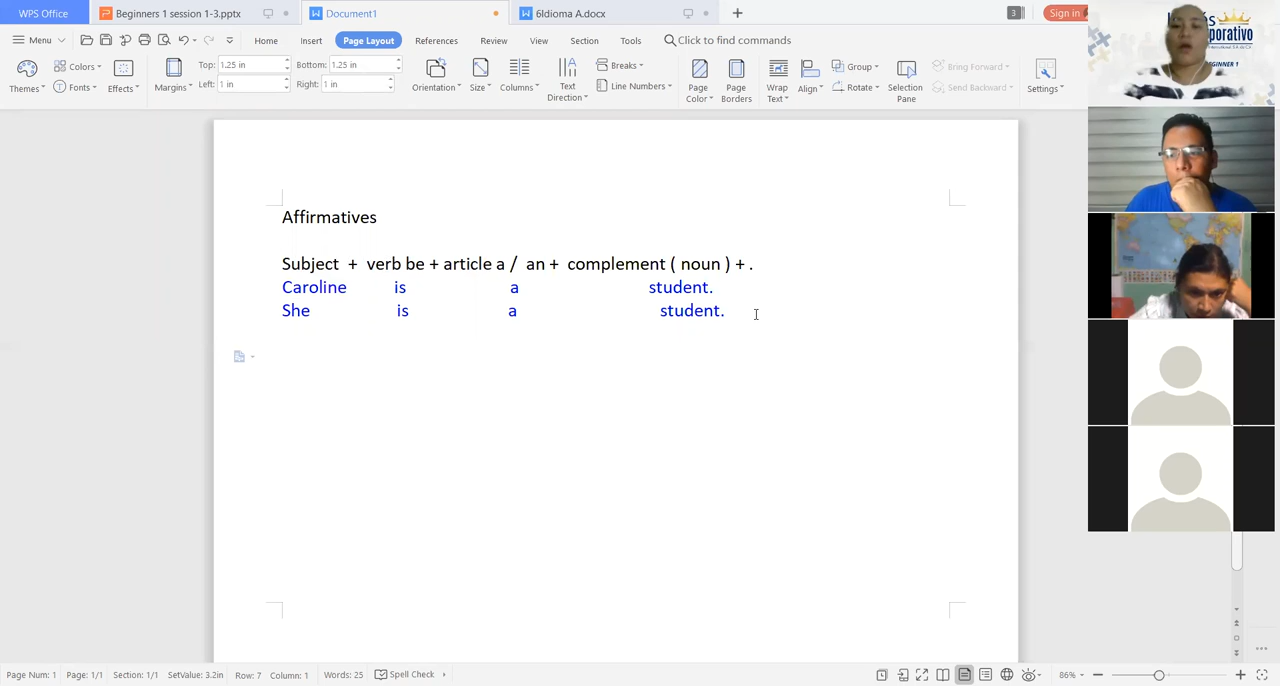 WPS Office Beginners 1 session 1-3.pptx Document1 6Idioma A.docx 3 Sign in
Menu Home Insert Page Layout References Review View Section Tools Click to find commands
Themes Colors Fonts Effects Margins Top: 1.25 in Bottom: 1.25 in Left: 1 in Right: 1 in Orientation Size Columns Text Direction Breaks Line Numbers Page Color Page Borders Wrap Text Align Group Rotate Selection Pane Bring Forward Send Backward Settings
Affirmatives
Subject + verb be + article a / an + complement ( noun ) + .
Caroline is a student.
She is a student.
Page Num: 1 Page: 1/1 Section: 1/1 SetValue: 3.2in Row: 7 Column: 1 Words: 25 Spell Check 86%